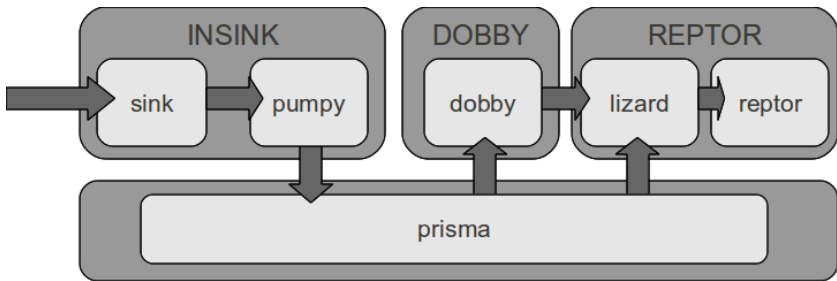 INSINK
DOBBY
REPTOR
sink
pumpy
dobby
lizard
reptor
prisma